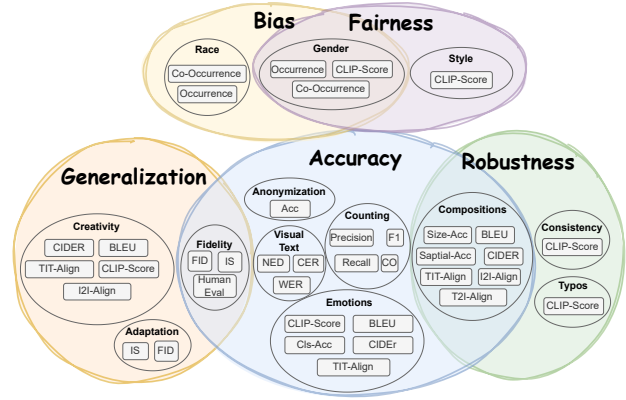 Bias
Fairness
Race
Co-Occurrence
Occurrence
Gender
Occurrence CLIP-Score
Co-Occurrence
Style
CLIP-Score
Generalization
Accuracy
Robustness
Creativity
CIDER BLEU
TIT-Align CLIP-Score
I2I-Align
Adaptation
IS FID
Fidelity
FID IS
Human
Eval
Anonymization
Acc
Visual
Text
NED CER
WER
Counting
Precision F1
Recall CO
Emotions
CLIP-Score BLEU
Cls-Acc CIDEr
TIT-Align
Compositions
Size-Acc BLEU
Saptial-Acc CIDER
TIT-Align I2I-Align
T2I-Align
Consistency
CLIP-Score
Typos
CLIP-Score